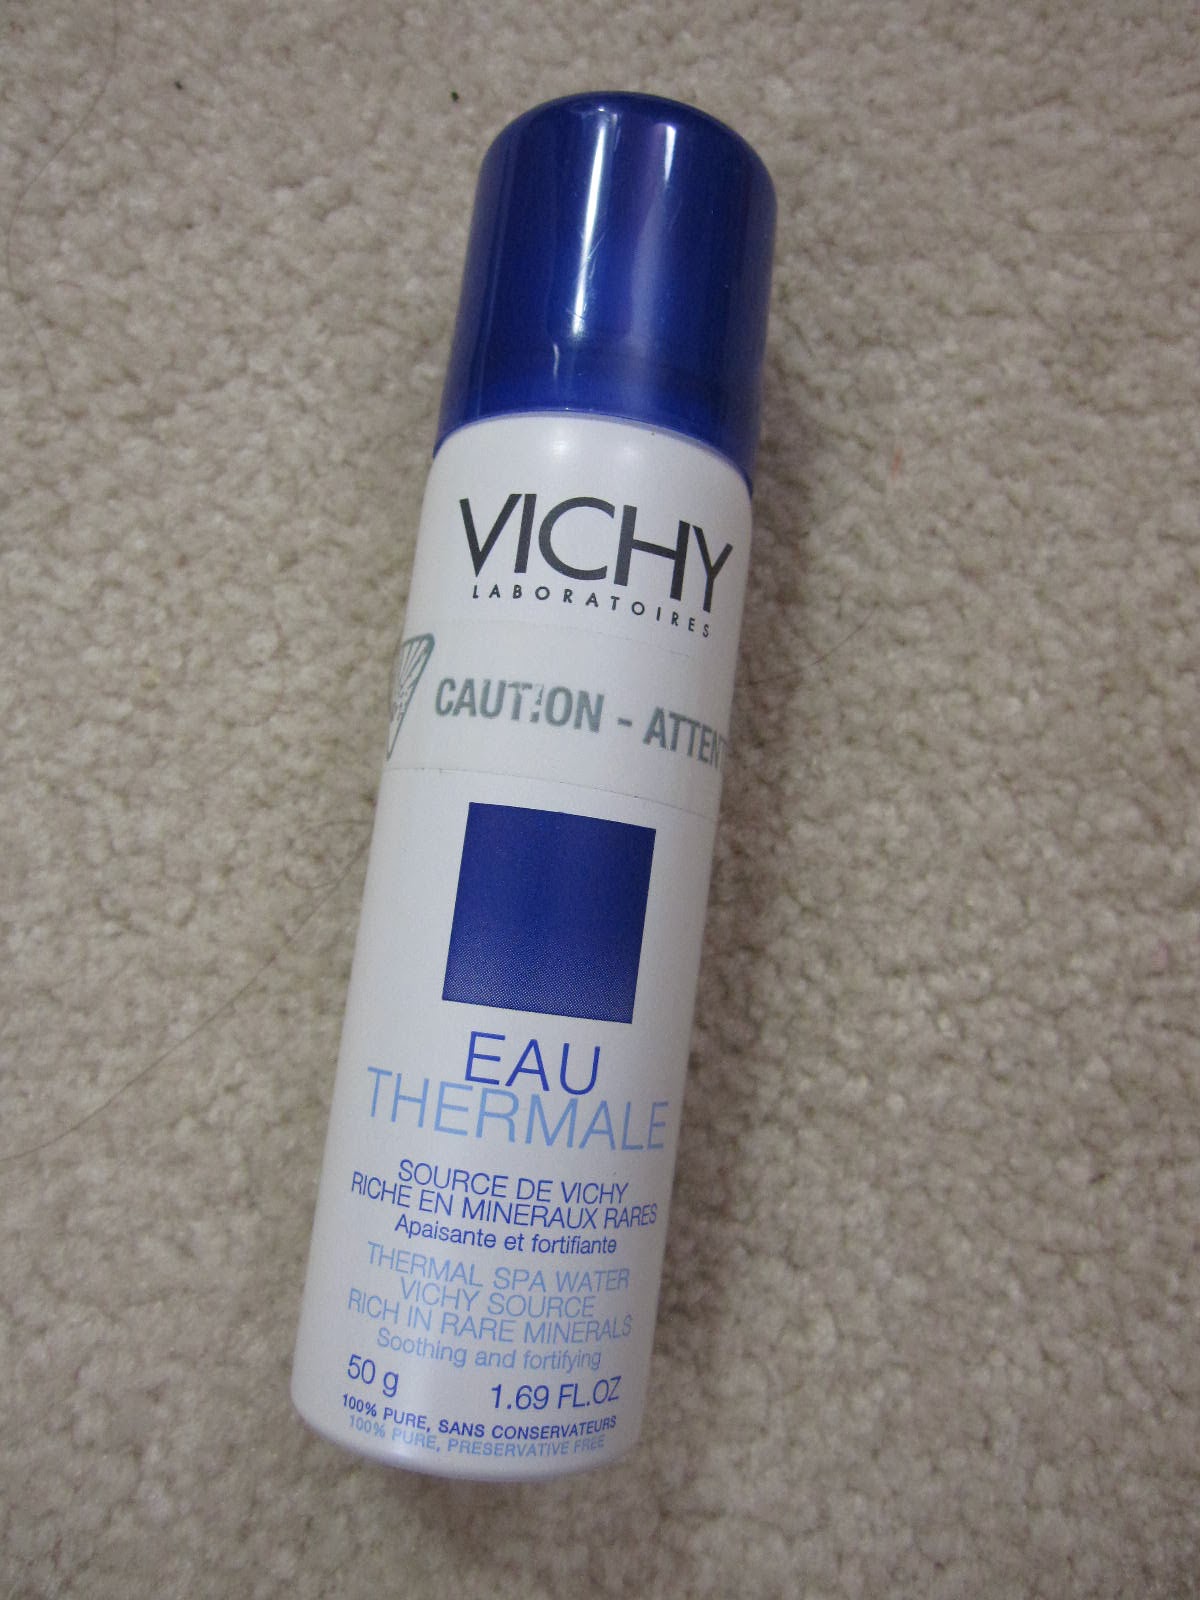 VICHY
LABORATOIRES
CAUTION - ATTENT
EAU
THERMALE
SOURCE DE VICHY
RICHE EN MINERAUX RARES
Apaisante et fortifiante
THERMAL SPA WATER
VICHY SOURCE
RICH IN RARE MINERALS
Soothing and fortifying
50 g 1.69 FL.OZ
100% PURE, SANS CONSERVATEURS
100% PURE, PRESERVATIVE FREE